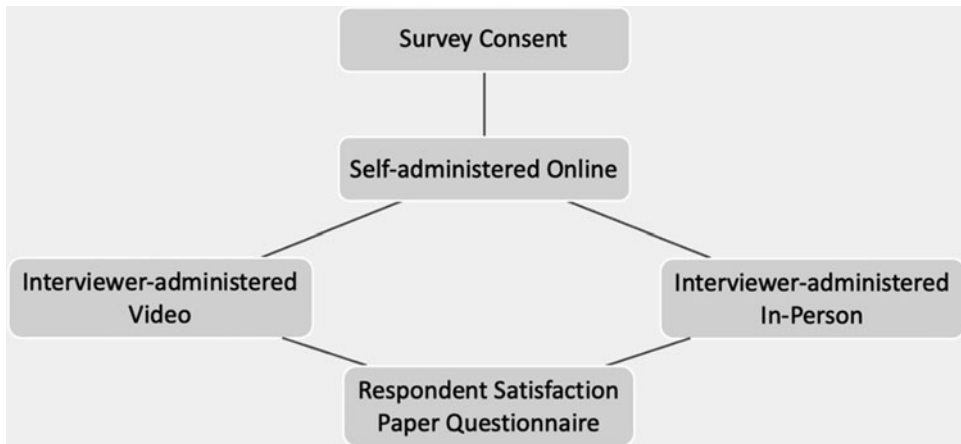 Survey Consent
Self-administered Online
Interviewer-administered
Video
Interviewer-administered
In-Person
Respondent Satisfaction
Paper Questionnaire